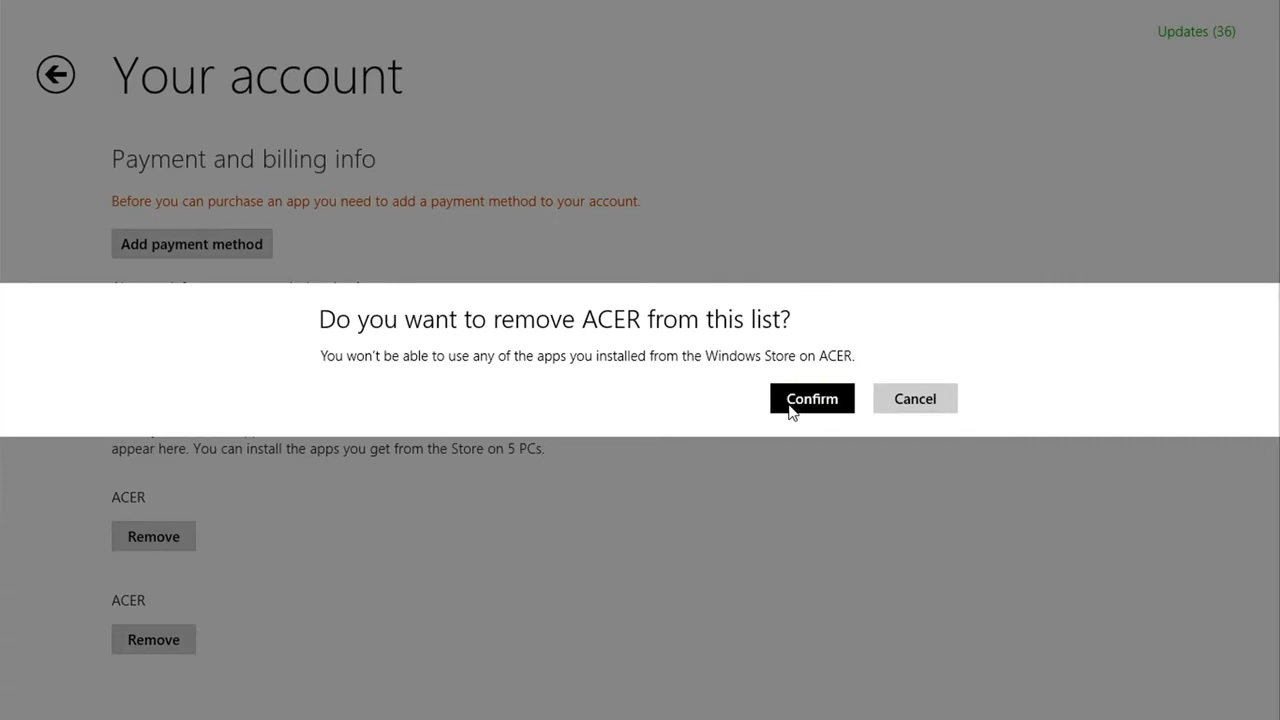 Updates (36)
Your account
Payment and billing info
Before you can purchase an app you need to add a payment method to your account.
Add payment method
Do you want to remove ACER from this list?
You won't be able to use any of the apps you installed from the Windows Store on ACER.
Confirm Cancel
appear here. You can install the apps you get from the Store on 5 PCs.
ACER
Remove
ACER
Remove